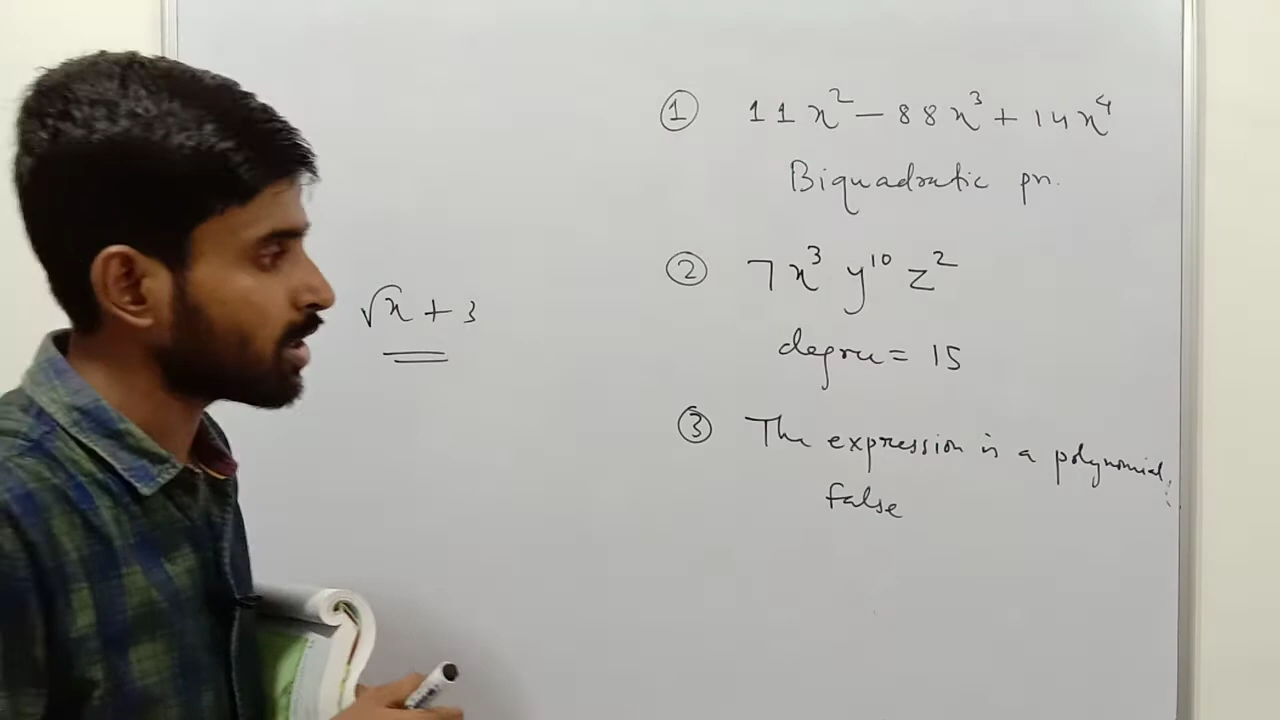 √x + 3
① 11x² - 88x³ + 14x⁴
Biquadratic pn.
② 7x³ y¹⁰ z²
degree = 15
③ The expression is a polynomial.
False